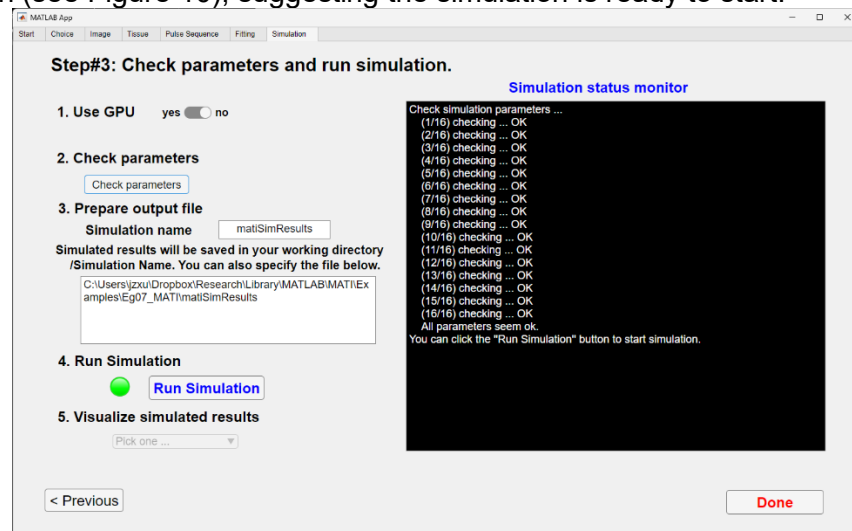 (see Figure 10), suggesting the simulation is ready to start.
MATLAB App
Start Choice Image Tissue Pulse Sequence Fitting Simulation
Step#3: Check parameters and run simulation.
Simulation status monitor
1. Use GPU yes no
2. Check parameters
Check parameters
3. Prepare output file
Simulation name matiSimResults
Simulated results will be saved in your working directory
/Simulation Name. You can also specify the file below.
C:\Users\jzxu\Dropbox\Research\Library\MATLAB\MATI\Ex
amples\Eg07_MATI\matiSimResults
4. Run Simulation
Run Simulation
5. Visualize simulated results
Pick one ...
Check simulation parameters ...
(1/16) checking ... OK
(2/16) checking ... OK
(3/16) checking ... OK
(4/16) checking ... OK
(5/16) checking ... OK
(6/16) checking ... OK
(7/16) checking ... OK
(8/16) checking ... OK
(9/16) checking ... OK
(10/16) checking ... OK
(11/16) checking ... OK
(12/16) checking ... OK
(13/16) checking ... OK
(14/16) checking ... OK
(15/16) checking ... OK
(16/16) checking ... OK
All parameters seem ok.
You can click the "Run Simulation" button to start simulation.
< Previous
Done